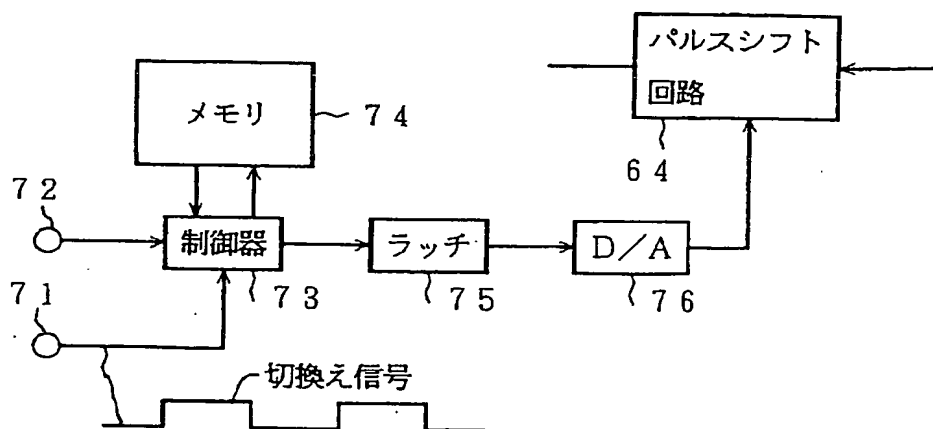 パルスシフト
回路
メモリ
７４
６４
７２
制御器
ラッチ
Ｄ／Ａ
７３
７５
７６
７１
切換え信号